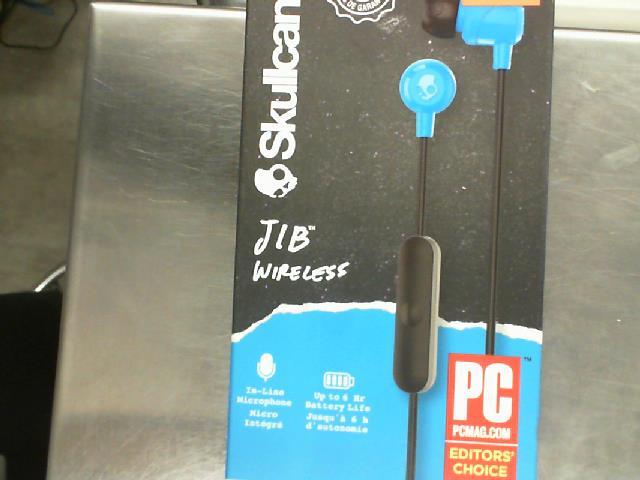 Skullcan
JIB™
WIRELESS
In-Line
Microphone
Micro
Intégré
Up to 6 Hr
Battery Life
Jusqu'à 6 h
d'autonomie
PC
PCMAG.COM
EDITORS'
CHOICE